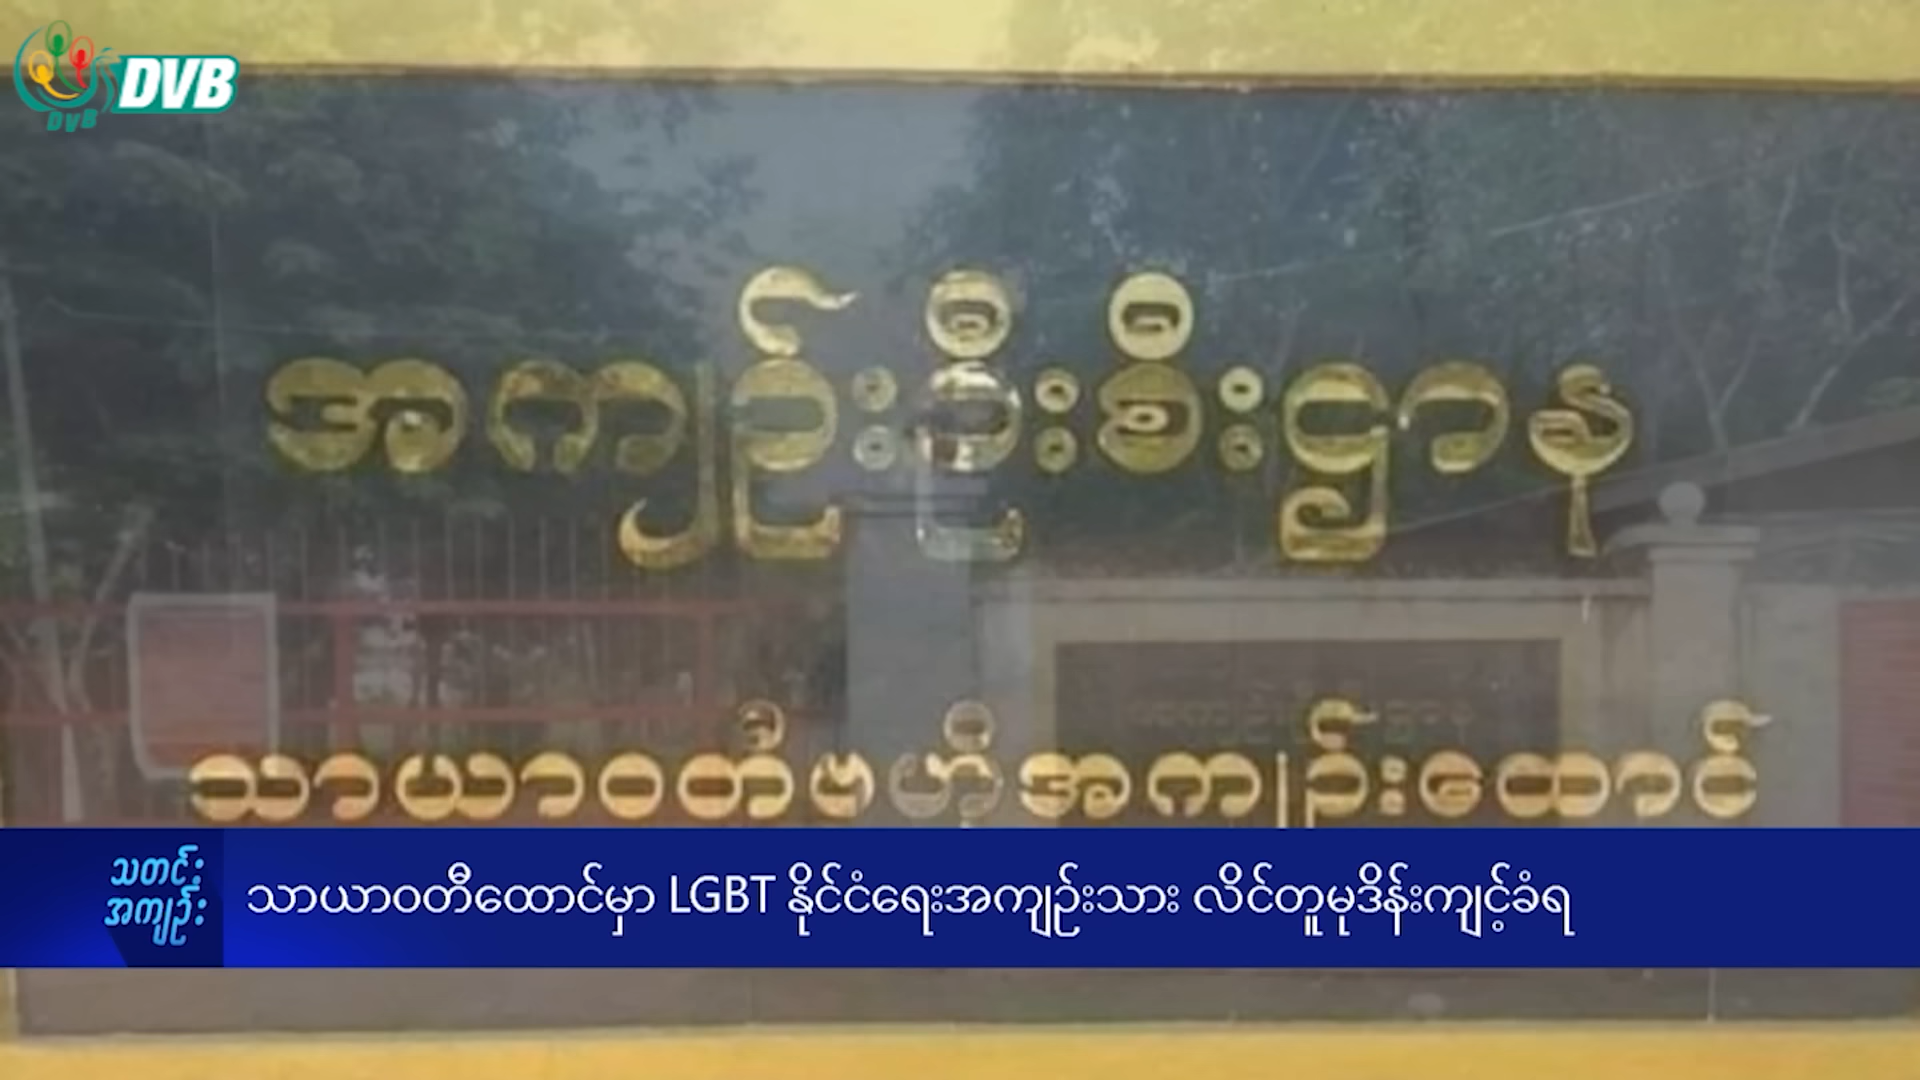 DVB
DVB
အကျဉ်းဦးစီးဌာန
သာယာဝတီဗဟိုအကျဉ်းထောင်
သတင်း
အကျဉ်း
သာယာဝတီထောင်မှာ LGBT နိုင်ငံရေးအကျဉ်းသား လိင်တူမုဒိန်းကျင့်ခံရ